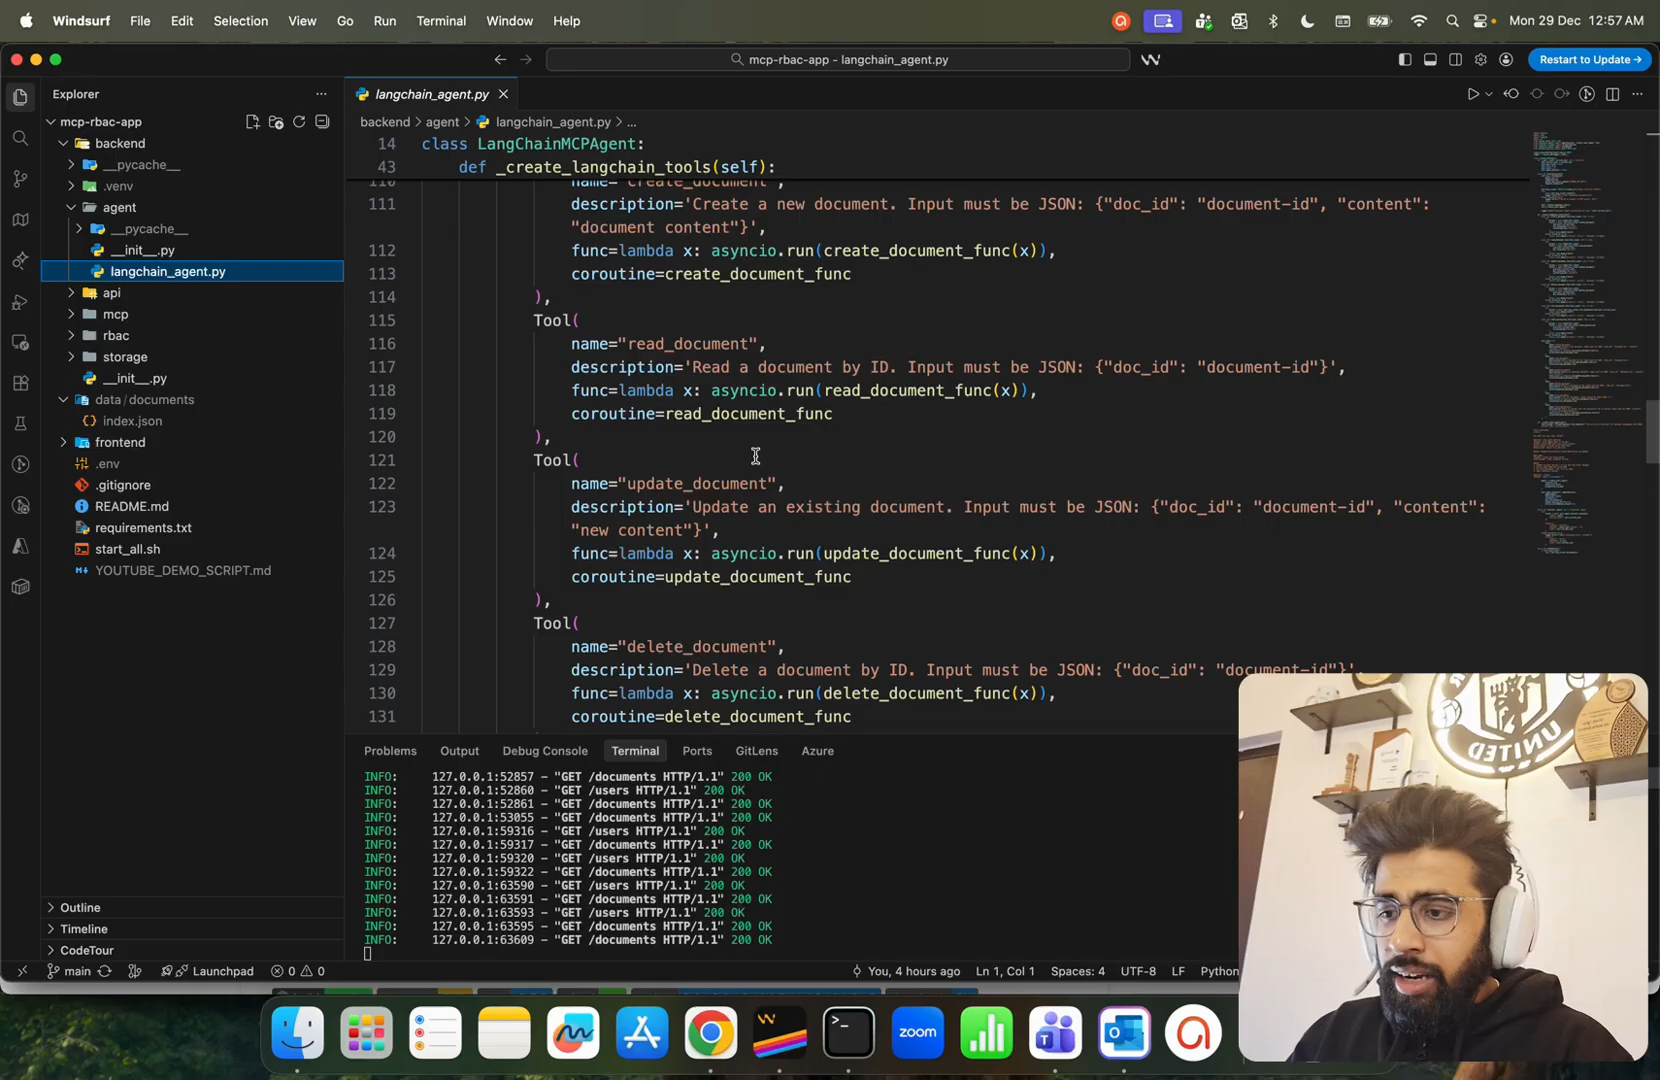 Windsurf File Edit Selection View Go Run Terminal Window Help Mon 29 Dec 12:57 AM
mcp-rbac-app - langchain_agent.py Restart to Update →
Explorer
mcp-rbac-app
backend
__pycache__
.venv
agent
__pycache__
__init__.py
langchain_agent.py
api
mcp
rbac
storage
__init__.py
data/documents
index.json
frontend
.env
.gitignore
README.md
requirements.txt
start_all.sh
YOUTUBE_DEMO_SCRIPT.md
Outline
Timeline
CodeTour
langchain_agent.py
backend > agent > langchain_agent.py > ...
14 class LangChainMCPAgent:
43 def _create_langchain_tools(self):
110 name="create_document",
111 description='Create a new document. Input must be JSON: {"doc_id": "document-id", "content":
"document content"}',
112 func=lambda x: asyncio.run(create_document_func(x)),
113 coroutine=create_document_func
114 ),
115 Tool(
116 name="read_document",
117 description='Read a document by ID. Input must be JSON: {"doc_id": "document-id"}',
118 func=lambda x: asyncio.run(read_document_func(x)),
119 coroutine=read_document_func
120 ),
121 Tool(
122 name="update_document",
123 description='Update an existing document. Input must be JSON: {"doc_id": "document-id", "content":
"new content"}',
124 func=lambda x: asyncio.run(update_document_func(x)),
125 coroutine=update_document_func
126 ),
127 Tool(
128 name="delete_document",
129 description='Delete a document by ID. Input must be JSON: {"doc_id": "document-id"}',
130 func=lambda x: asyncio.run(delete_document_func(x)),
131 coroutine=delete_document_func
Problems Output Debug Console Terminal Ports GitLens Azure
INFO: 127.0.0.1:52857 - "GET /documents HTTP/1.1" 200 OK
INFO: 127.0.0.1:52860 - "GET /users HTTP/1.1" 200 OK
INFO: 127.0.0.1:52861 - "GET /documents HTTP/1.1" 200 OK
INFO: 127.0.0.1:53055 - "GET /documents HTTP/1.1" 200 OK
INFO: 127.0.0.1:59316 - "GET /users HTTP/1.1" 200 OK
INFO: 127.0.0.1:59317 - "GET /documents HTTP/1.1" 200 OK
INFO: 127.0.0.1:59320 - "GET /users HTTP/1.1" 200 OK
INFO: 127.0.0.1:59322 - "GET /documents HTTP/1.1" 200 OK
INFO: 127.0.0.1:63590 - "GET /users HTTP/1.1" 200 OK
INFO: 127.0.0.1:63591 - "GET /documents HTTP/1.1" 200 OK
INFO: 127.0.0.1:63593 - "GET /users HTTP/1.1" 200 OK
INFO: 127.0.0.1:63595 - "GET /documents HTTP/1.1" 200 OK
INFO: 127.0.0.1:63609 - "GET /documents HTTP/1.1" 200 OK
main Launchpad 0 0 You, 4 hours ago Ln 1, Col 1 Spaces: 4 UTF-8 LF Python
UNITED
zoom